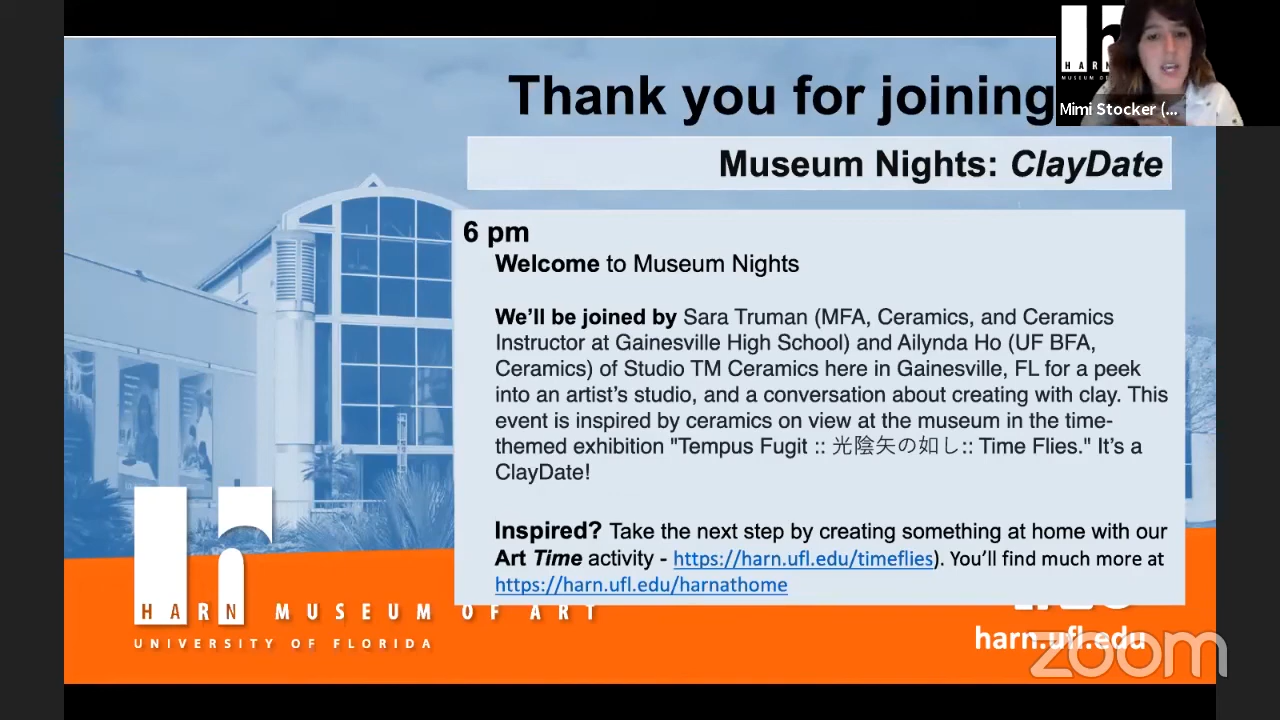 Thank you for joining
HARN
MUSEUM OF
Mimi Stocker (...
Museum Nights: ClayDate
6 pm
Welcome to Museum Nights
We'll be joined by Sara Truman (MFA, Ceramics, and Ceramics
Instructor at Gainesville High School) and Ailynda Ho (UF BFA,
Ceramics) of Studio TM Ceramics here in Gainesville, FL for a peek
into an artist's studio, and a conversation about creating with clay. This
event is inspired by ceramics on view at the museum in the time-
themed exhibition "Tempus Fugit :: 光陰矢の如し:: Time Flies." It's a
ClayDate!
Inspired? Take the next step by creating something at home with our
Art Time activity - https://harn.ufl.edu/timeflies). You'll find much more at
https://harn.ufl.edu/harnathome
HARN MUSEUM OF ART
UNIVERSITY OF FLORIDA
harn.ufl.edu
zoom